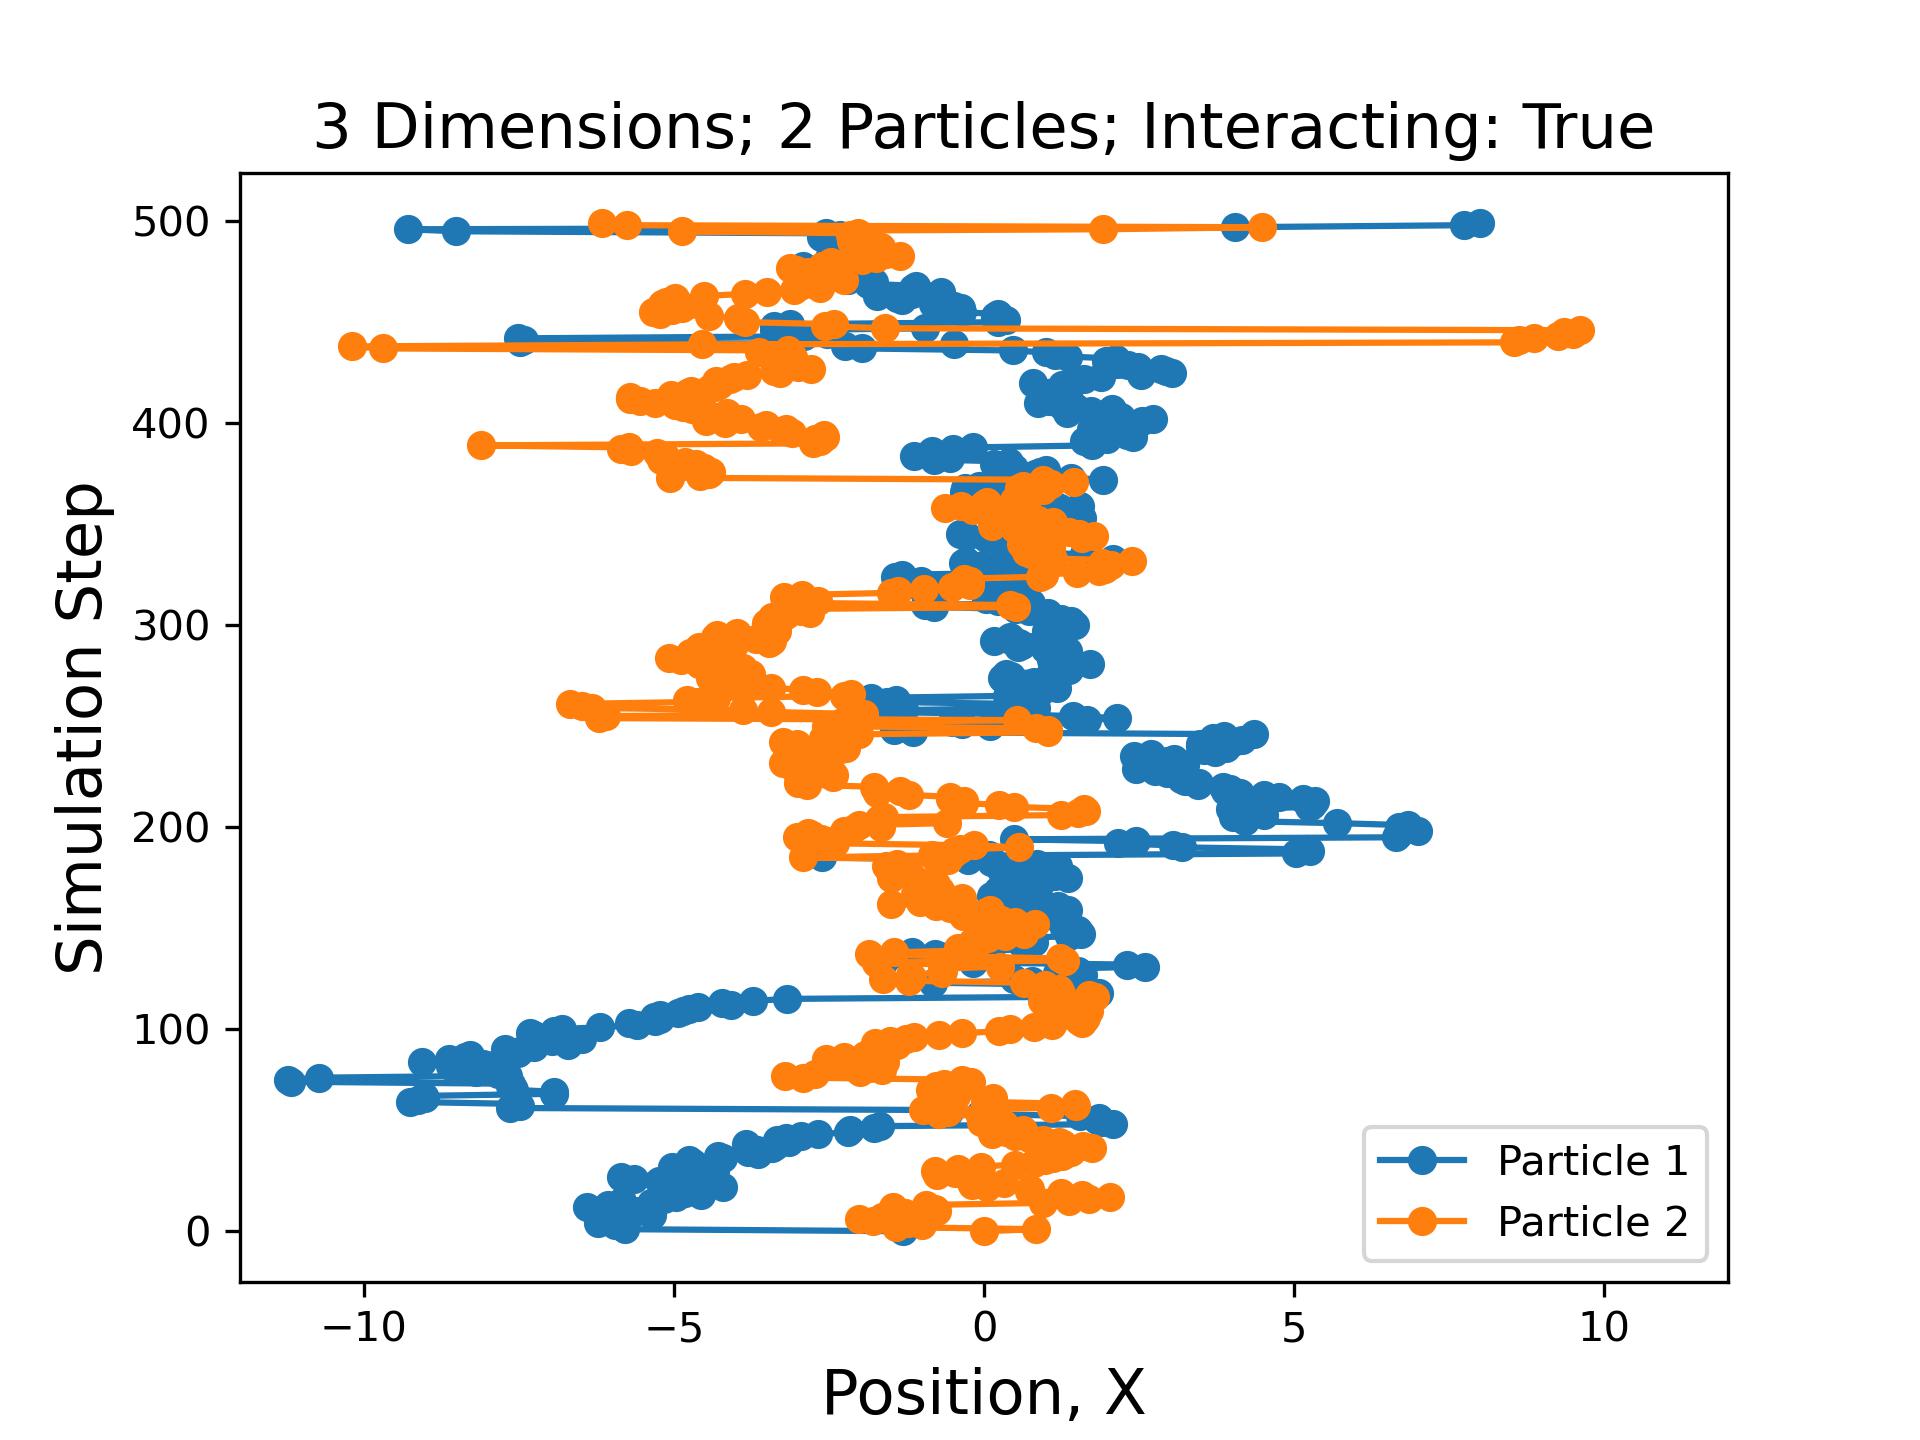 3 Dimensions; 2 Particles; Interacting: True
Simulation Step
500
400
300
200
100
0
−10
−5
0
5
10
Position, X
Particle 1
Particle 2